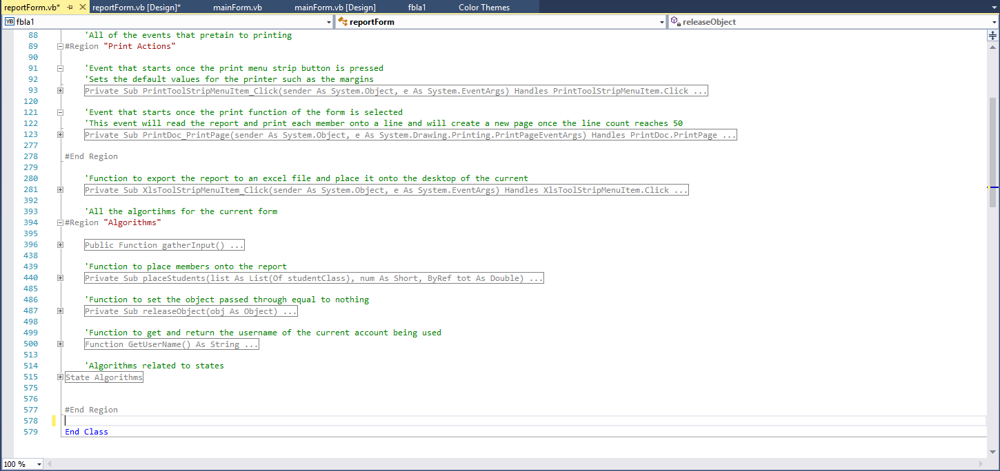 reportForm.vb* reportForm.vb [Design]* mainForm.vb mainForm.vb [Design] fbla1 Color Themes
VB fbla1 reportForm releaseObject
88 'All of the events that pretain to printing
89 #Region "Print Actions"
90
91 'Event that starts once the print menu strip button is pressed
92 'Sets the default values for the printer such as the margins
93 Private Sub PrintToolStripMenuItem_Click(sender As System.Object, e As System.EventArgs) Handles PrintToolStripMenuItem.Click ...
120
121 'Event that starts once the print function of the form is selected
122 'This event will read the report and print each member onto a line and will create a new page once the line count reaches 50
123 Private Sub PrintDoc_PrintPage(sender As System.Object, e As System.Drawing.Printing.PrintPageEventArgs) Handles PrintDoc.PrintPage ...
277
278 #End Region
279
280 'Function to export the report to an excel file and place it onto the desktop of the current
281 Private Sub XlsToolStripMenuItem_Click(sender As System.Object, e As System.EventArgs) Handles XlsToolStripMenuItem.Click ...
392
393 'All the algortihms for the current form
394 #Region "Algorithms"
395
396 Public Function gatherInput() ...
438
439 'Function to place members onto the report
440 Private Sub placeStudents(list As List(Of studentClass), num As Short, ByRef tot As Double) ...
485
486 'Function to set the object passed through equal to nothing
487 Private Sub releaseObject(obj As Object) ...
498
499 'Function to get and return the username of the current account being used
500 Function GetUserName() As String ...
513
514 'Algorithms related to states
515 State Algorithms
575
576
577 #End Region
578
579 End Class
100 %